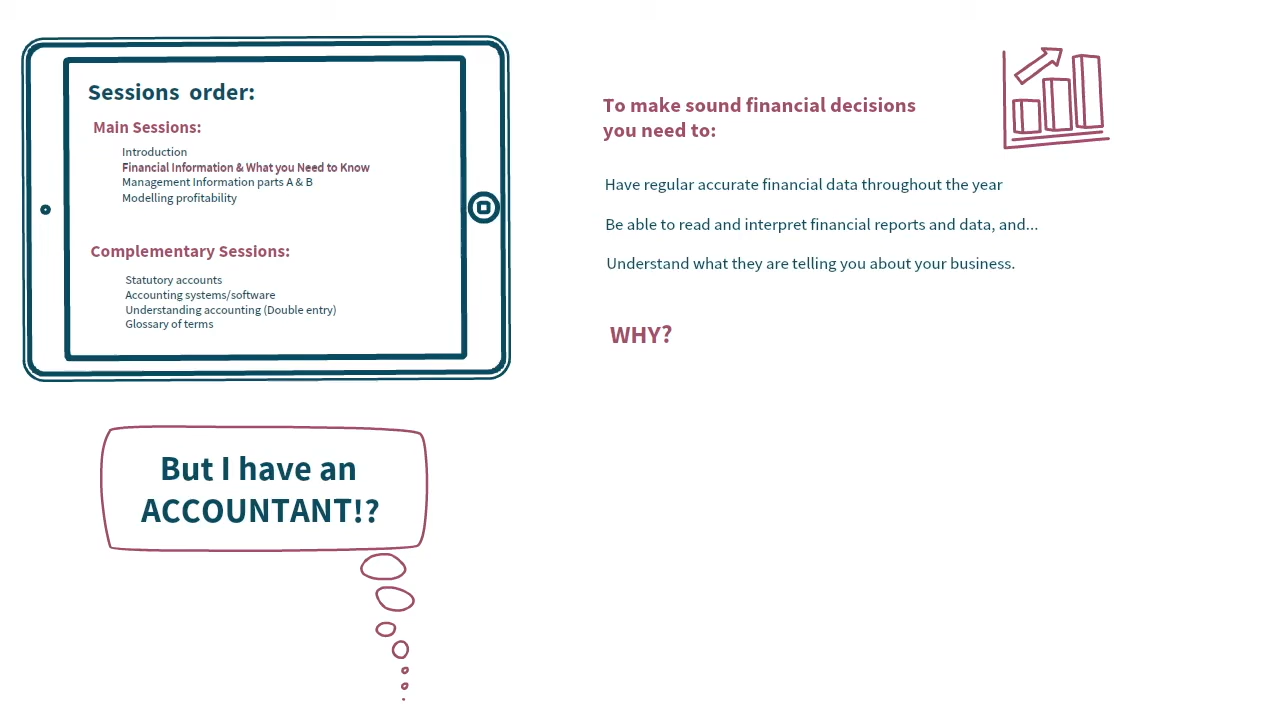 Sessions order:
Main Sessions:
Introduction
Financial Information & What you Need to Know
Management Information parts A & B
Modelling profitability
Complementary Sessions:
Statutory accounts
Accounting systems/software
Understanding accounting (Double entry)
Glossary of terms
But I have an
ACCOUNTANT!?
To make sound financial decisions
you need to:
Have regular accurate financial data throughout the year
Be able to read and interpret financial reports and data, and...
Understand what they are telling you about your business.
WHY?